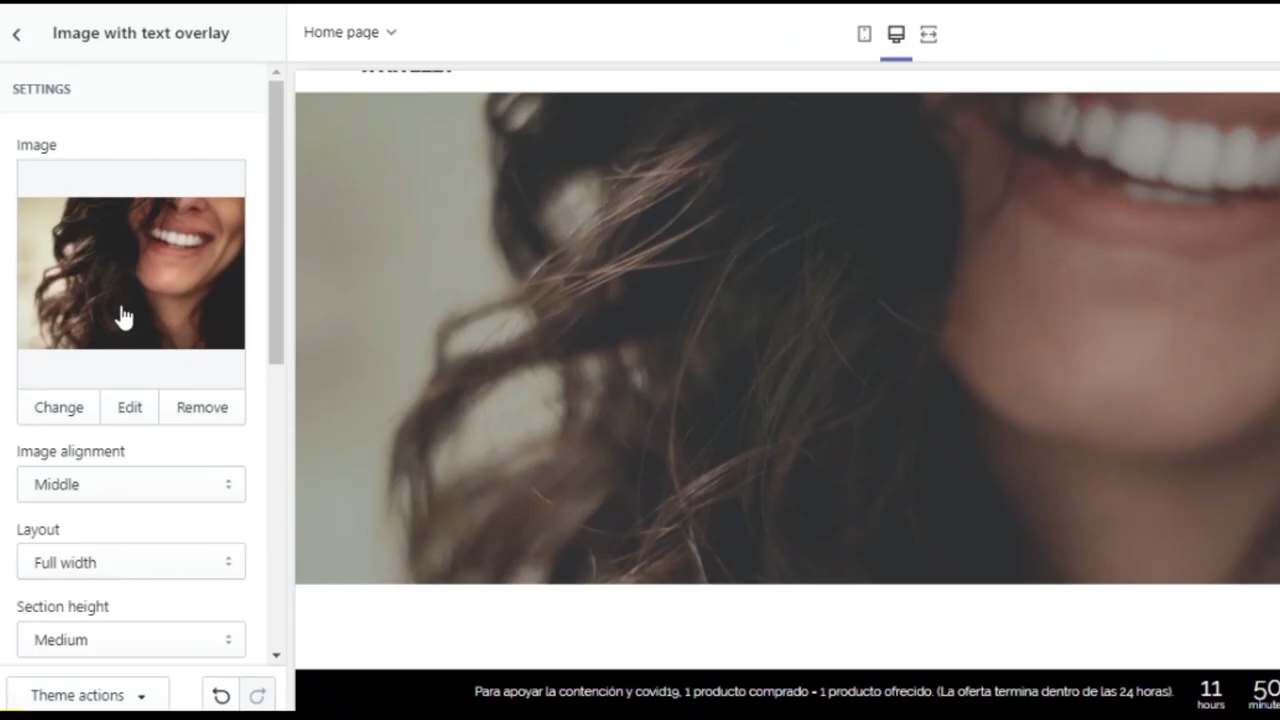 Image with text overlay
Home page
SETTINGS
Image
Change Edit Remove
Image alignment
Middle
Layout
Full width
Section height
Medium
Theme actions
Para apoyar la contención y covid19, 1 producto comprado = 1 producto ofrecido. (La oferta termina dentro de las 24 horas).
11
hours
50
minute